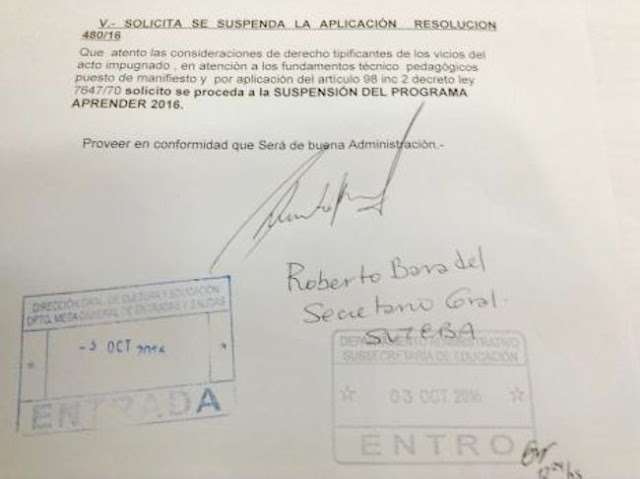 V.- SOLICITA SE SUSPENDA LA APLICACIÓN RESOLUCION
480/16
Que atento las consideraciones de derecho tipificantes de los vicios del
acto impugnado , en atención a los fundamentos técnico pedagógicos
puesto de manifiesto y por aplicación del artículo 98 inc 2 decreto ley
7647/70 solicito se proceda a la SUSPENSIÓN DEL PROGRAMA
APRENDER 2016.
Proveer en conformidad que Será de buena Administración.-
Roberto Baradel
Secretario Gral.
SUTEBA
DIRECCIÓN GRAL. DE CULTURA Y EDUCACIÓN
DPTO. MESA GENERAL DE ENTRADAS Y SALIDAS
-3 OCT 2016
ENTRADA
DEPARTAMENTO ADMINISTRATIVO
SUBSECRETARIA DE EDUCACIÓN
03 OCT 2016
ENTRO